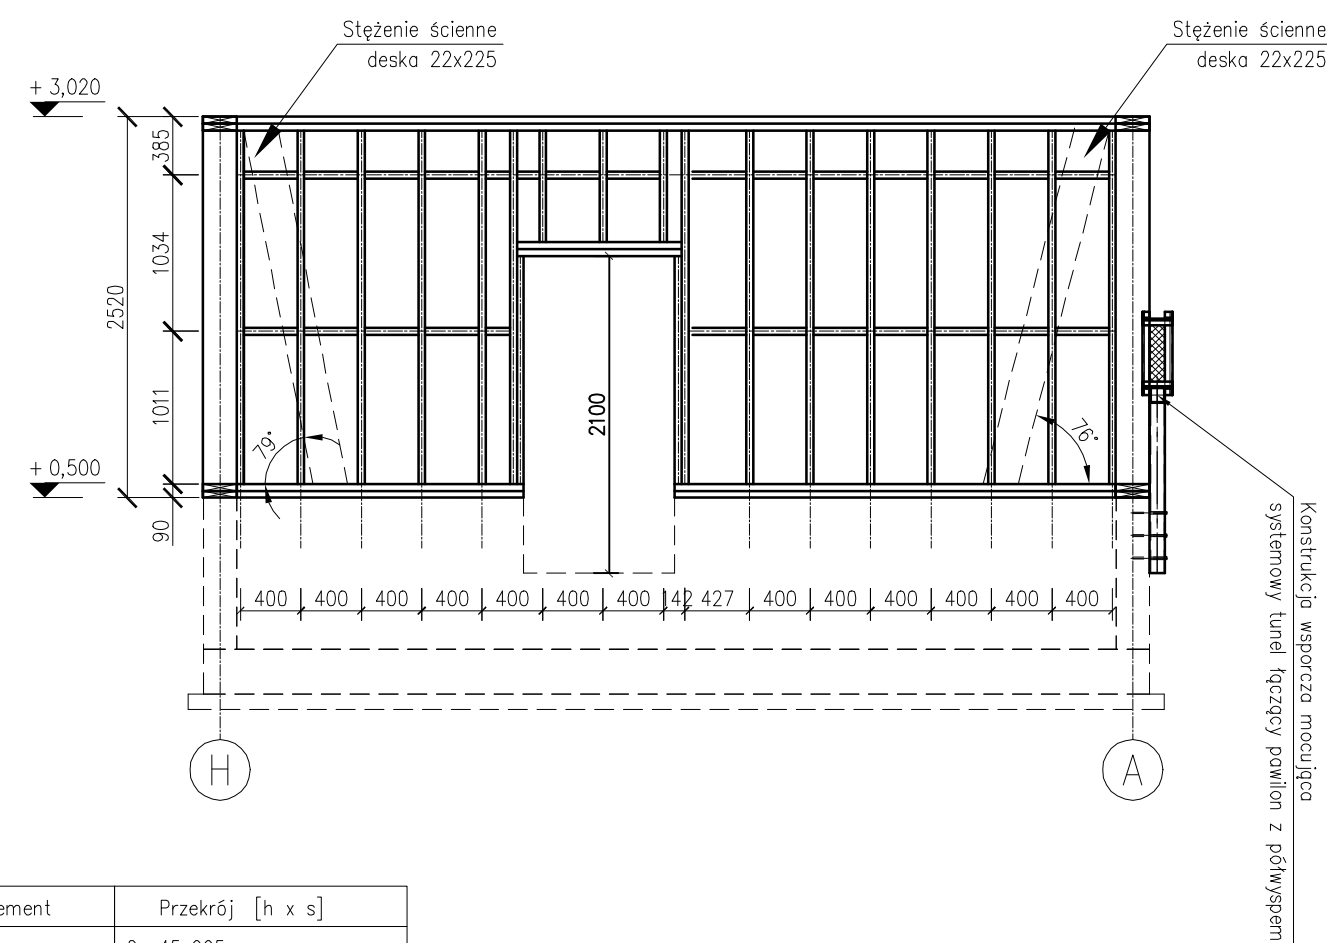 Stężenie ścienne
deska 22x225
Stężenie ścienne
deska 22x225
+ 3,020
385
1034
2520
1011
+ 0,500
90
2100
79°
76°
400 400 400 400 400 400 400 142 427 400 400 400 400 400 400
H
A
Konstrukcja wsporcza mocująca
systemowy tunel łączący pawilon z półwyspem
Przekrój [h x s]